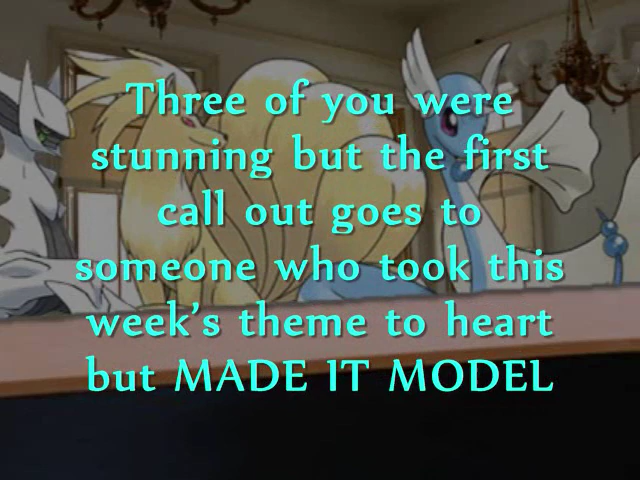 Three of you were
stunning but the first
call out goes to
someone who took this
week's theme to heart
but MADE IT MODEL